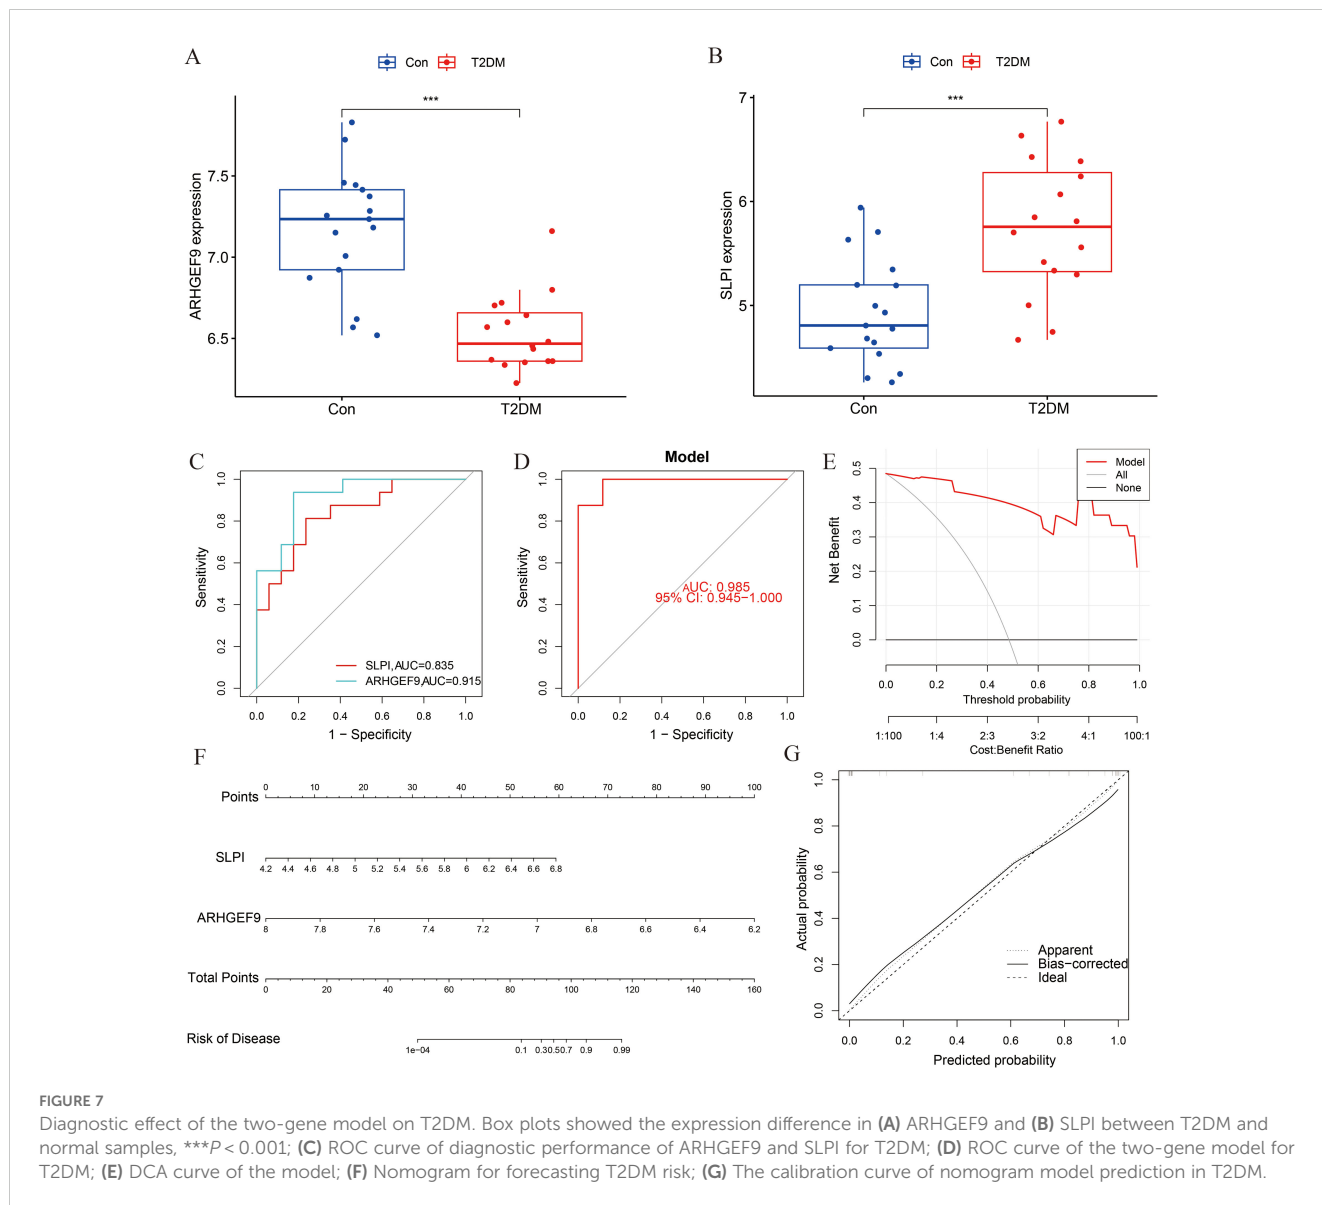 A
Con T2DM
***
ARHGEF9 expression
7.5
7.0
6.5
Con T2DM
B
Con T2DM
***
SLPI expression
7
6
5
Con T2DM
C
Sensitivity
1.0
0.8
0.6
0.4
0.2
0.0
SLPI,AUC=0.835
ARHGEF9,AUC=0.915
0.0 0.2 0.4 0.6 0.8 1.0
1 − Specificity
D
Model
Sensitivity
1.0
0.8
0.6
0.4
0.2
0.0
AUC: 0.985
95% CI: 0.945−1.000
0.0 0.2 0.4 0.6 0.8 1.0
1 − Specificity
E
Model
All
None
Net Benefit
0.5
0.4
0.3
0.2
0.1
0.0
0.0 0.2 0.4 0.6 0.8 1.0
Threshold probability
1:100 1:4 2:3 3:2 4:1 100:1
Cost:Benefit Ratio
F
Points
0 10 20 30 40 50 60 70 80 90 100
SLPI
4.2 4.4 4.6 4.8 5 5.2 5.4 5.6 5.8 6 6.2 6.4 6.6 6.8
ARHGEF9
8 7.8 7.6 7.4 7.2 7 6.8 6.6 6.4 6.2
Total Points
0 20 40 60 80 100 120 140 160
Risk of Disease
1e−04 0.1 0.3 0.5 0.7 0.9 0.99
G
Actual probability
1.0
0.8
0.6
0.4
0.2
0.0
Apparent
Bias−corrected
Ideal
0.0 0.2 0.4 0.6 0.8 1.0
Predicted probability
FIGURE 7
Diagnostic effect of the two-gene model on T2DM. Box plots showed the expression difference in (A) ARHGEF9 and (B) SLPI between T2DM and
normal samples, ***P < 0.001; (C) ROC curve of diagnostic performance of ARHGEF9 and SLPI for T2DM; (D) ROC curve of the two-gene model for
T2DM; (E) DCA curve of the model; (F) Nomogram for forecasting T2DM risk; (G) The calibration curve of nomogram model prediction in T2DM.